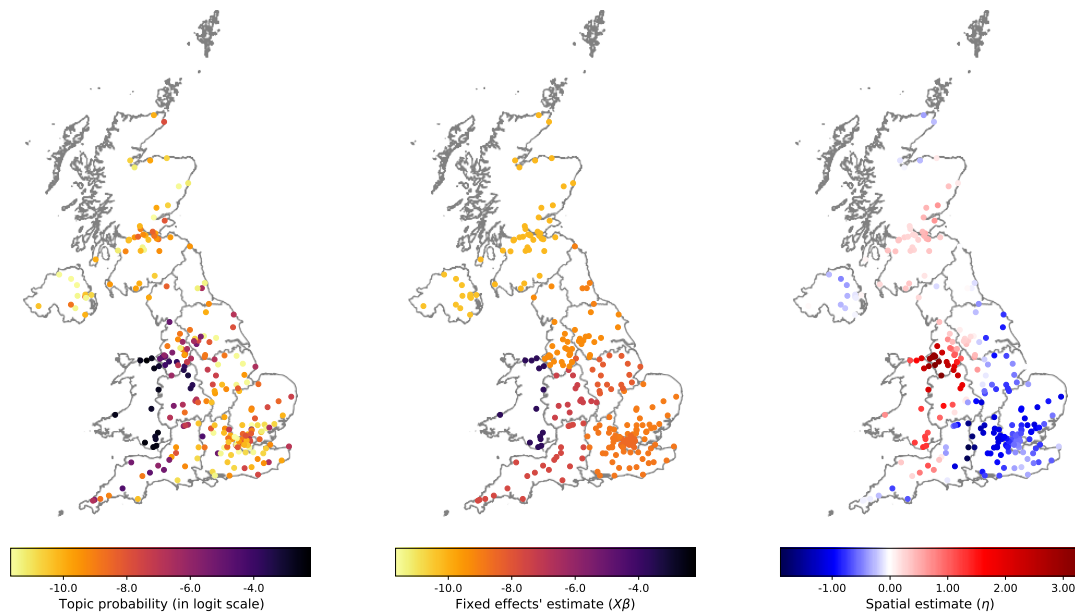 -10.0 -8.0 -6.0 -4.0
Topic probability (in logit scale)
-10.0 -8.0 -6.0 -4.0
Fixed effects' estimate (Xβ)
-1.00 0.00 1.00 2.00 3.00
Spatial estimate (η)